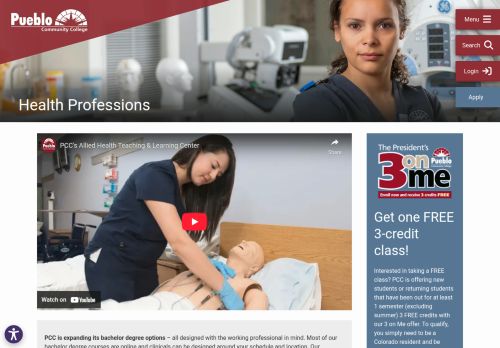 Pueblo
Community College
Menu
Search
Login
Apply
Health Professions
PCC's Allied Health Teaching & Learning Center
Share
Watch on YouTube
PCC is expanding its bachelor degree options – all designed with the working professional in mind. Most of our
bachelor degree courses are online and clinicals can be designed around your schedule and location. Our
The President's
3 on me
Pueblo
Enroll now and receive 3 credits FREE
Get one FREE
3-credit
class!
Interested in taking a FREE
class? PCC is offering new
students or returning students
that have been out for at least
1 semester (excluding
summer) 3 FREE credits with
our 3 on Me offer. To qualify,
you simply need to be a
Colorado resident and be